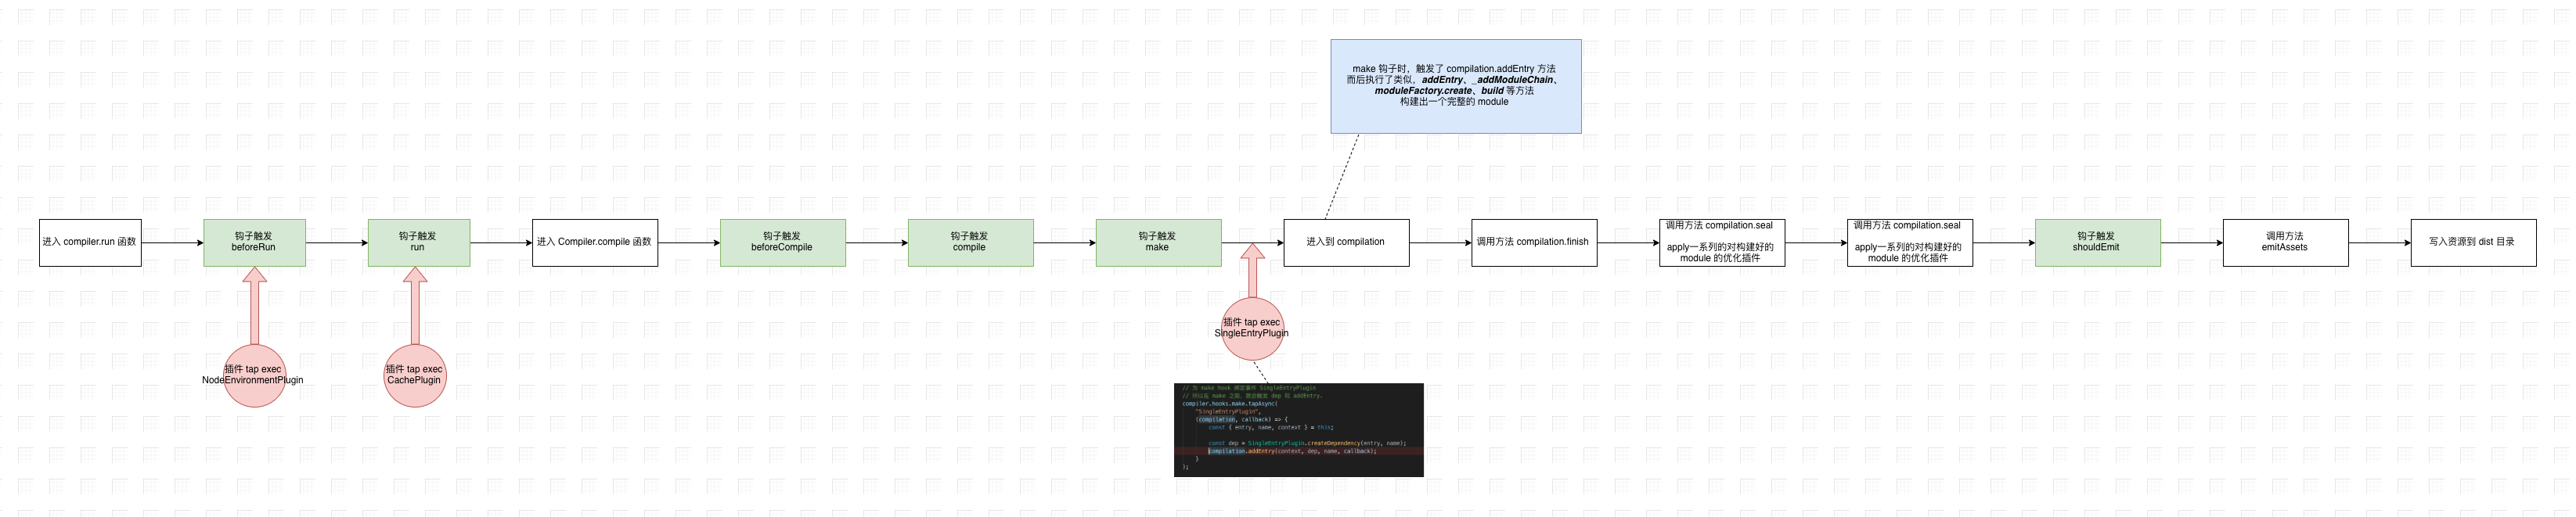 make 钩子时，触发了 compilation.addEntry 方法
而后执行了类似，addEntry、_addModuleChain、
moduleFactory.create、build 等方法
构建出一个完整的 module
进入 compiler.run 函数
钩子触发
beforeRun
钩子触发
run
进入 Compiler.compile 函数
钩子触发
beforeCompile
钩子触发
compile
钩子触发
make
进入到 compilation
调用方法 compilation.finish
调用方法 compilation.seal
apply一系列的对构建好的
module 的优化插件
调用方法 compilation.seal
apply一系列的对构建好的
module 的优化插件
钩子触发
shouldEmit
调用方法
emitAssets
写入资源到 dist 目录
插件 tap exec
NodeEnvironmentPlugin
插件 tap exec
CachePlugin
插件 tap exec
SingleEntryPlugin
// 为 make hook 绑定事件 SingleEntryPlugin
// 所以在 make 之期，就会触发 dep 和 addEntry.
compiler.hooks.make.tapAsync(
"SingleEntryPlugin",
(compilation, callback) => {
const { entry, name, context } = this;
const dep = SingleEntryPlugin.createDependency(entry, name);
compilation.addEntry(context, dep, name, callback);
}
);